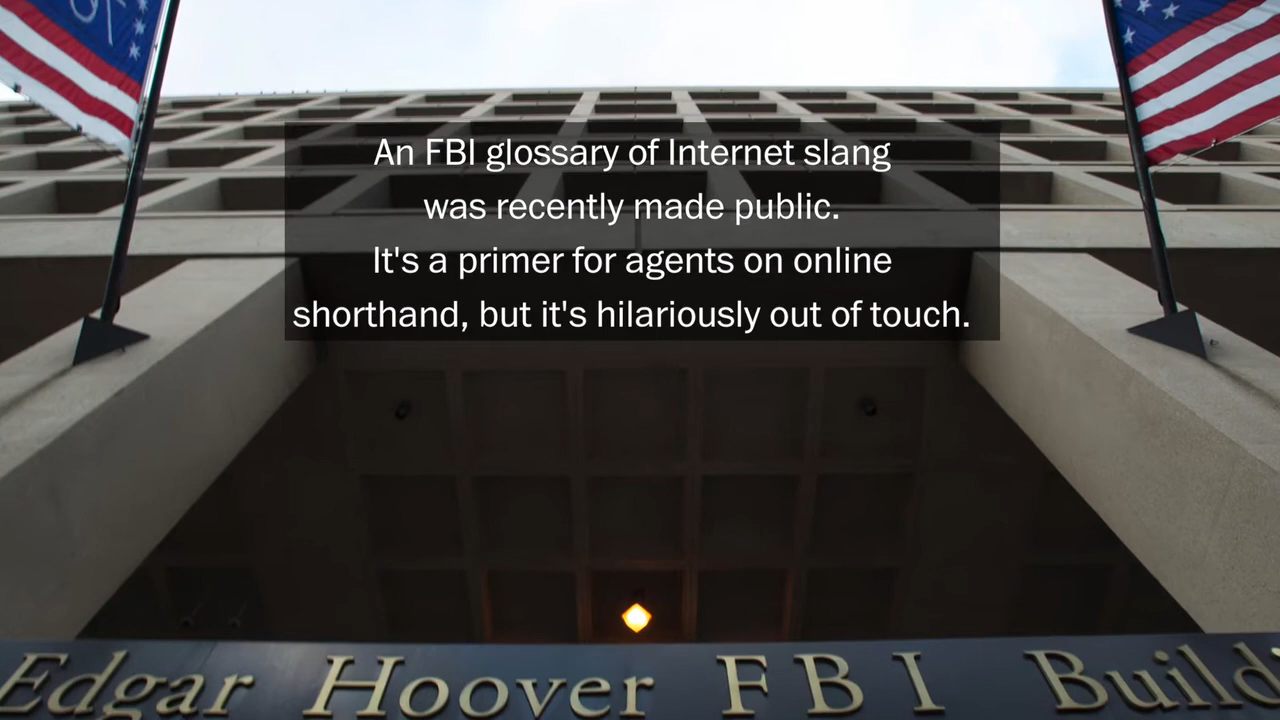 An FBI glossary of Internet slang
was recently made public.
It's a primer for agents on online
shorthand, but it's hilariously out of touch.
Edgar Hoover FBI Buildi